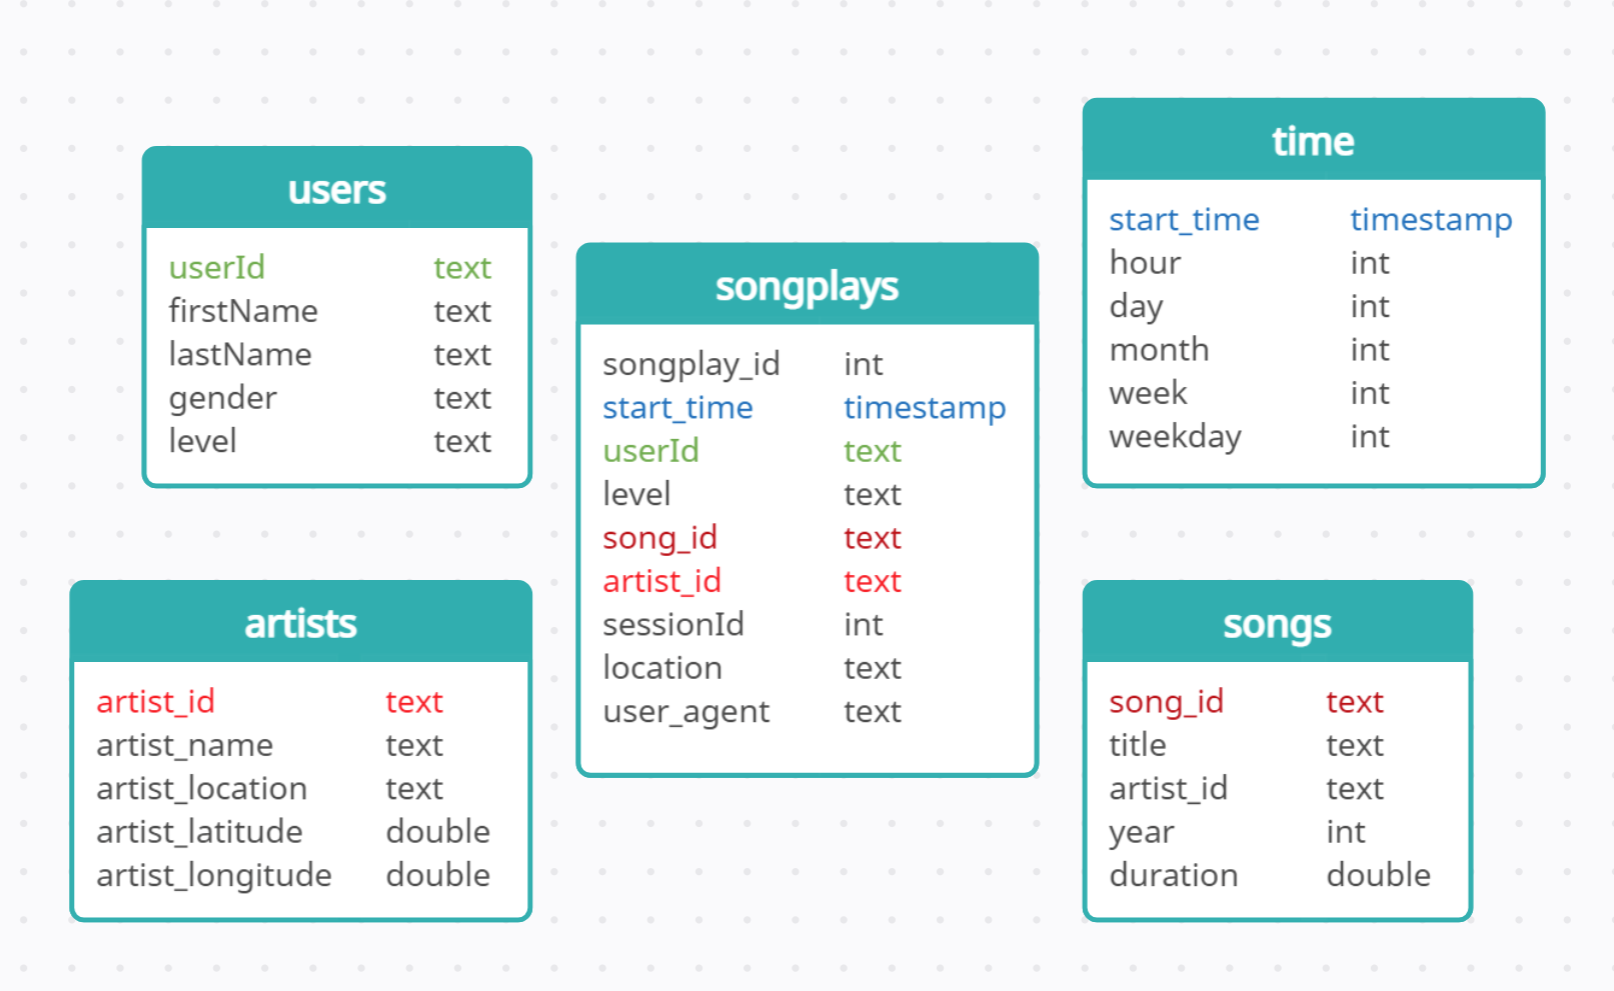 users
userId text
firstName text
lastName text
gender text
level text
artists
artist_id text
artist_name text
artist_location text
artist_latitude double
artist_longitude double
songplays
songplay_id int
start_time timestamp
userId text
level text
song_id text
artist_id text
sessionId int
location text
user_agent text
time
start_time timestamp
hour int
day int
month int
week int
weekday int
songs
song_id text
title text
artist_id text
year int
duration double